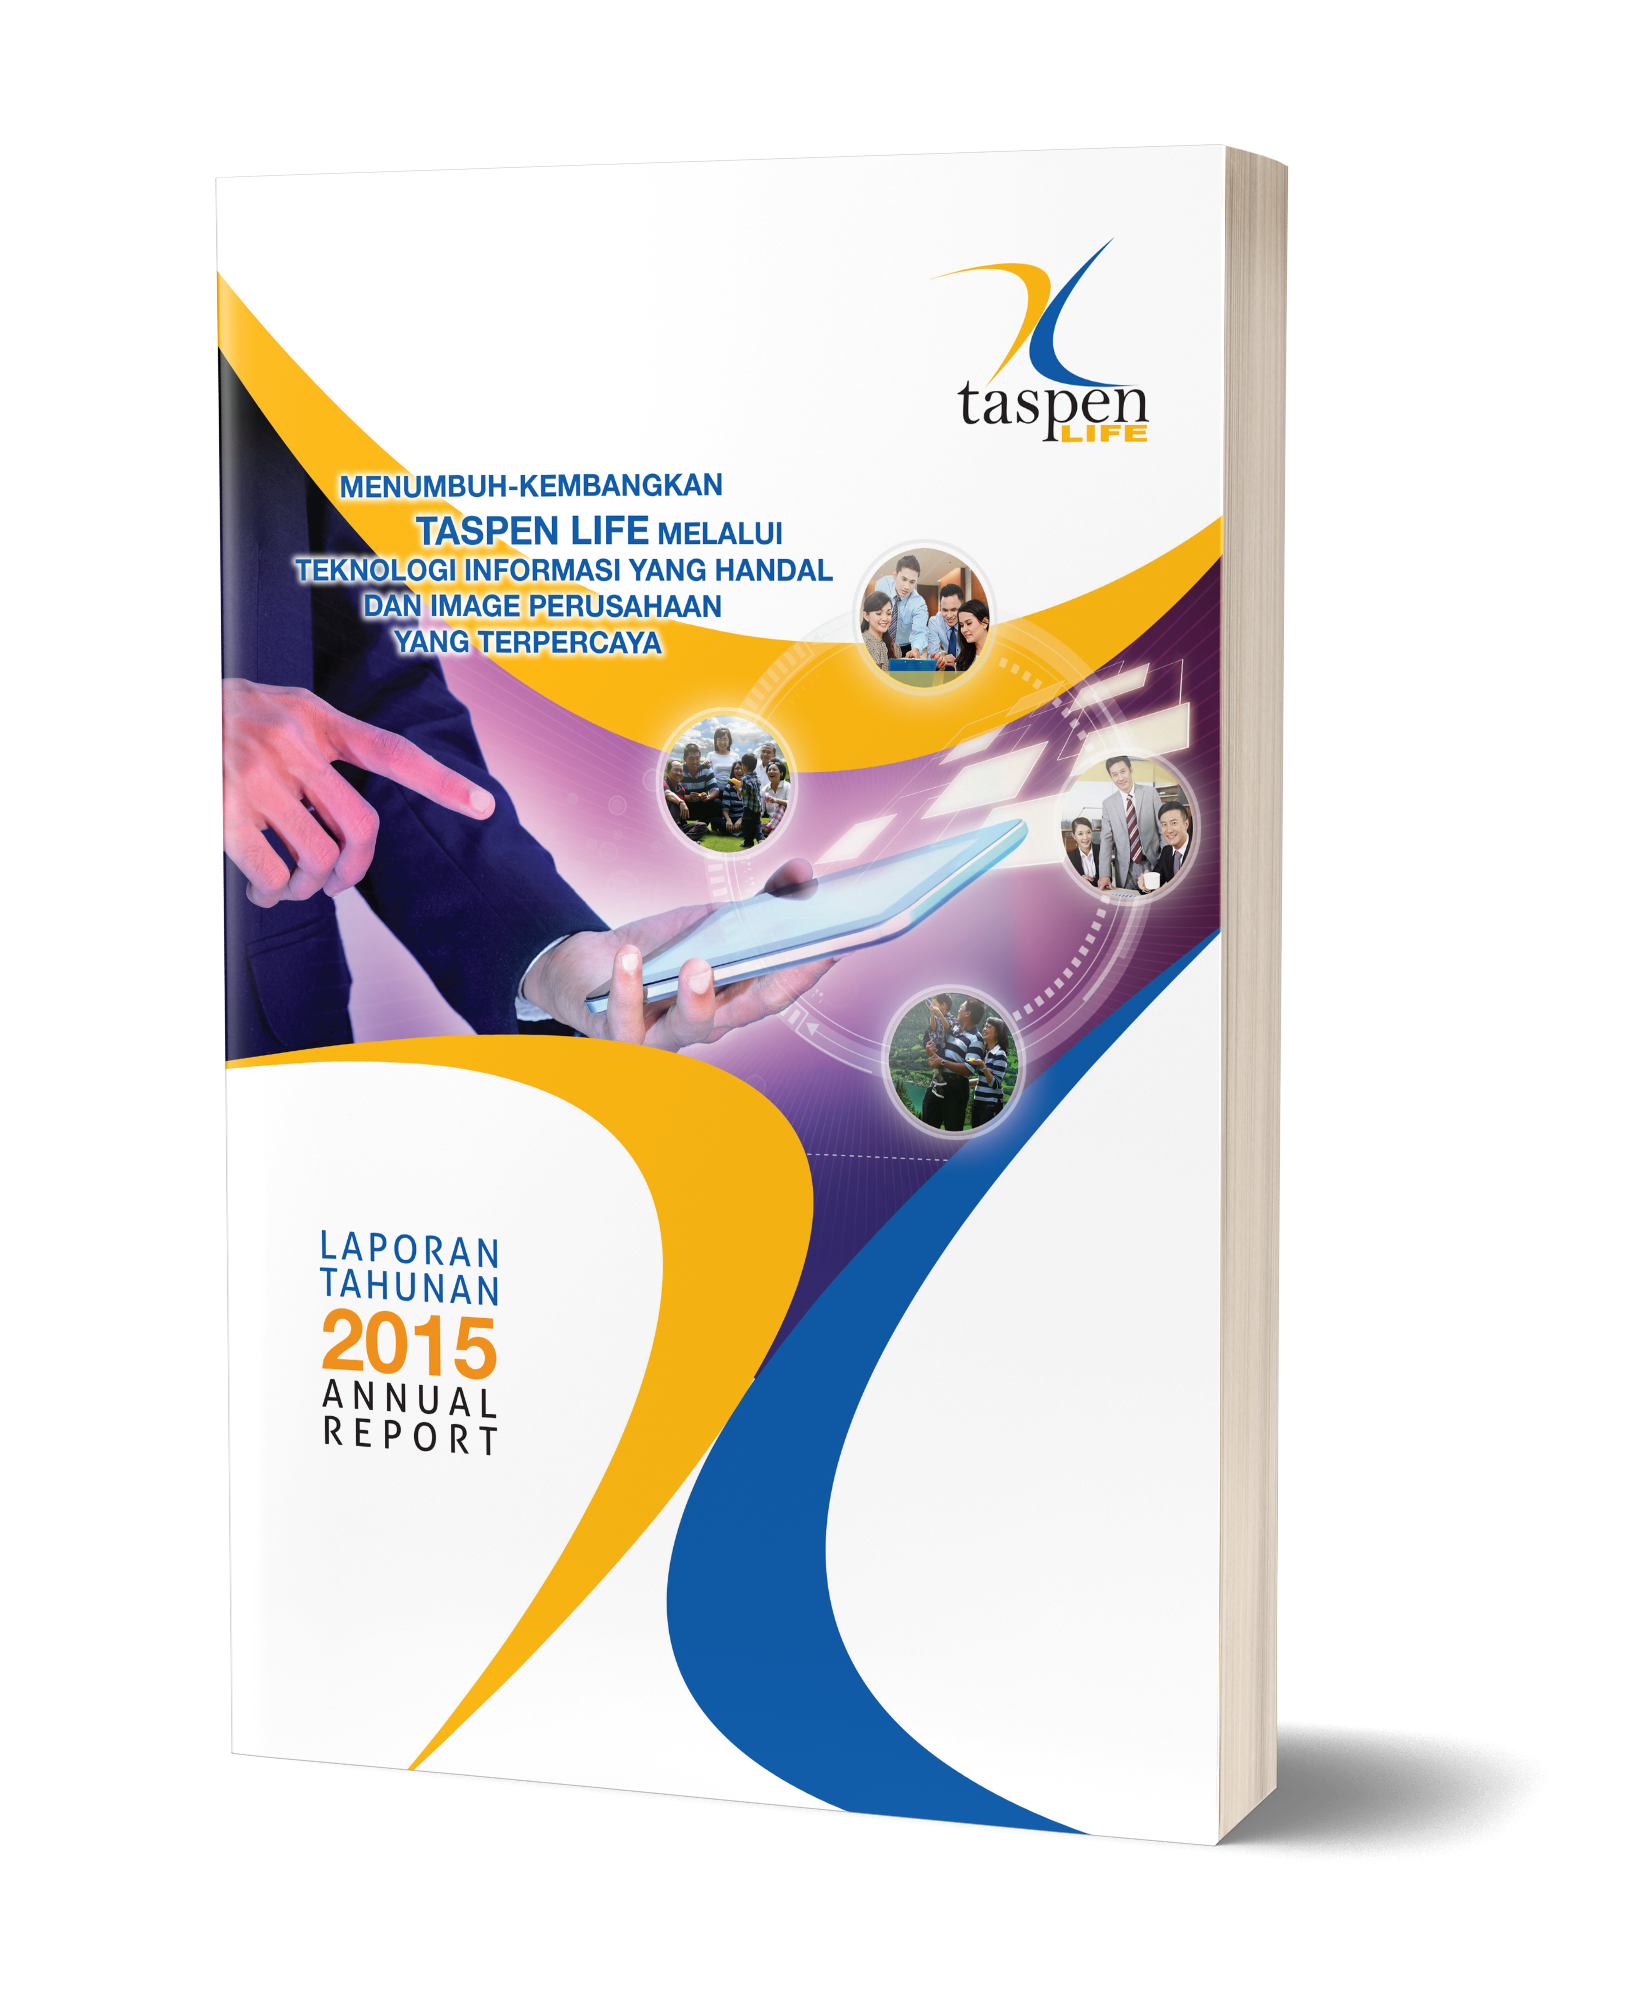 taspen
LIFE
MENUMBUH-KEMBANGKAN
TASPEN LIFE MELALUI
TEKNOLOGI INFORMASI YANG HANDAL
DAN IMAGE PERUSAHAAN
YANG TERPERCAYA
LAPORAN
TAHUNAN
2015
ANNUAL
REPORT